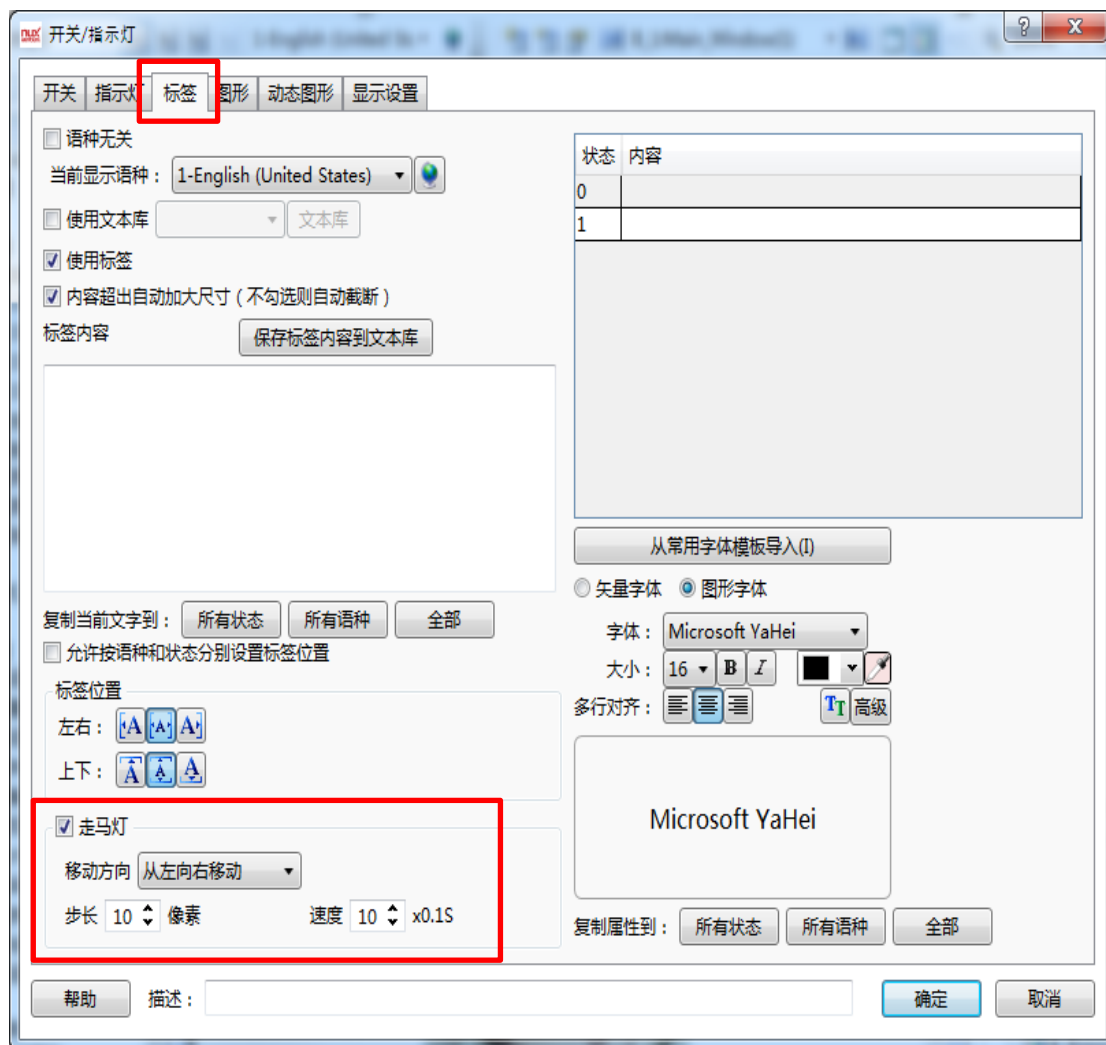 开关/指示灯
开关 指示灯 标签 图形 动态图形 显示设置
语种无关
当前显示语种： 1-English (United States)
使用文本库 文本库
使用标签
内容超出自动加大尺寸（不勾选则自动截断）
标签内容 保存标签内容到文本库
复制当前文字到： 所有状态 所有语种 全部
允许按语种和状态分别设置标签位置
标签位置
左右： A A A
上下： A A A
走马灯
移动方向 从左向右移动
步长 10 像素 速度 10 x0.1S
状态 内容
0
1
从常用字体模板导入(I)
矢量字体 图形字体
字体： Microsoft YaHei
大小： 16 B I
多行对齐： TT 高级
Microsoft YaHei
复制属性到： 所有状态 所有语种 全部
帮助 描述： 确定 取消